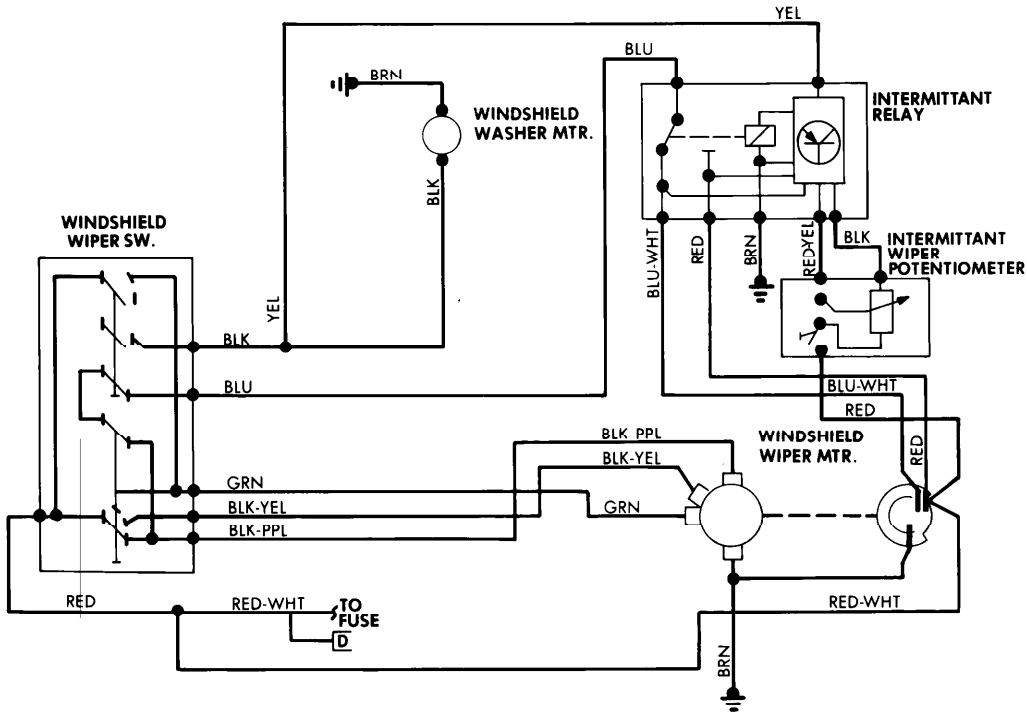 YEL
BLU
BRN
WINDSHIELD
WASHER MTR.
INTERMITTANT
RELAY
BLK
WINDSHIELD
WIPER SW.
BLU-WHT
RED
BRN
RED-YEL
BLK
INTERMITTANT
WIPER
POTENTIOMETER
YEL
BLK
BLU
BLU-WHT
RED
BLK PPL
WINDSHIELD
WIPER MTR.
RED
BLK-YEL
GRN
BLK-YEL
GRN
BLK-PPL
RED
RED-WHT
TO
FUSE
D
RED-WHT
BRN